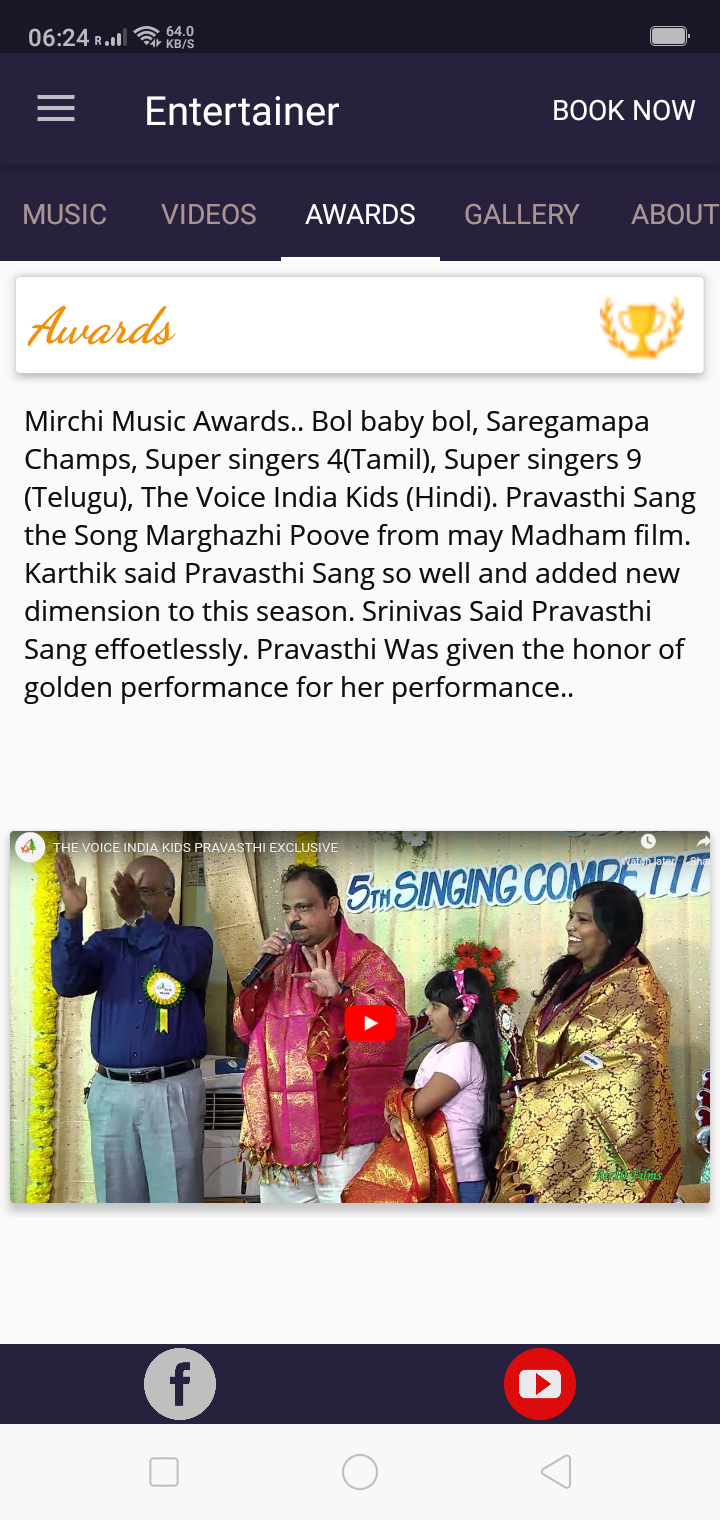 06:24 R 64.0 KB/S
Entertainer BOOK NOW
MUSIC VIDEOS AWARDS GALLERY ABOUT
Awards
Mirchi Music Awards.. Bol baby bol, Saregamapa
Champs, Super singers 4(Tamil), Super singers 9
(Telugu), The Voice India Kids (Hindi). Pravasthi Sang
the Song Marghazhi Poove from may Madham film.
Karthik said Pravasthi Sang so well and added new
dimension to this season. Srinivas Said Pravasthi
Sang effoetlessly. Pravasthi Was given the honor of
golden performance for her performance..
THE VOICE INDIA KIDS PRAVASTHI EXCLUSIVE
Watch later Sha
5TH SINGING COMPETIT
Films